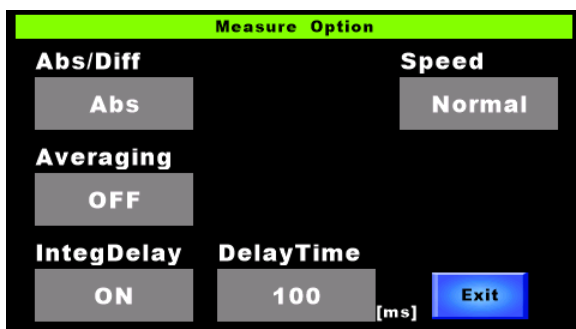 Measure Option
Abs/Diff Speed
Abs Normal
Averaging
OFF
IntegDelay DelayTime
ON 100 [ms] Exit